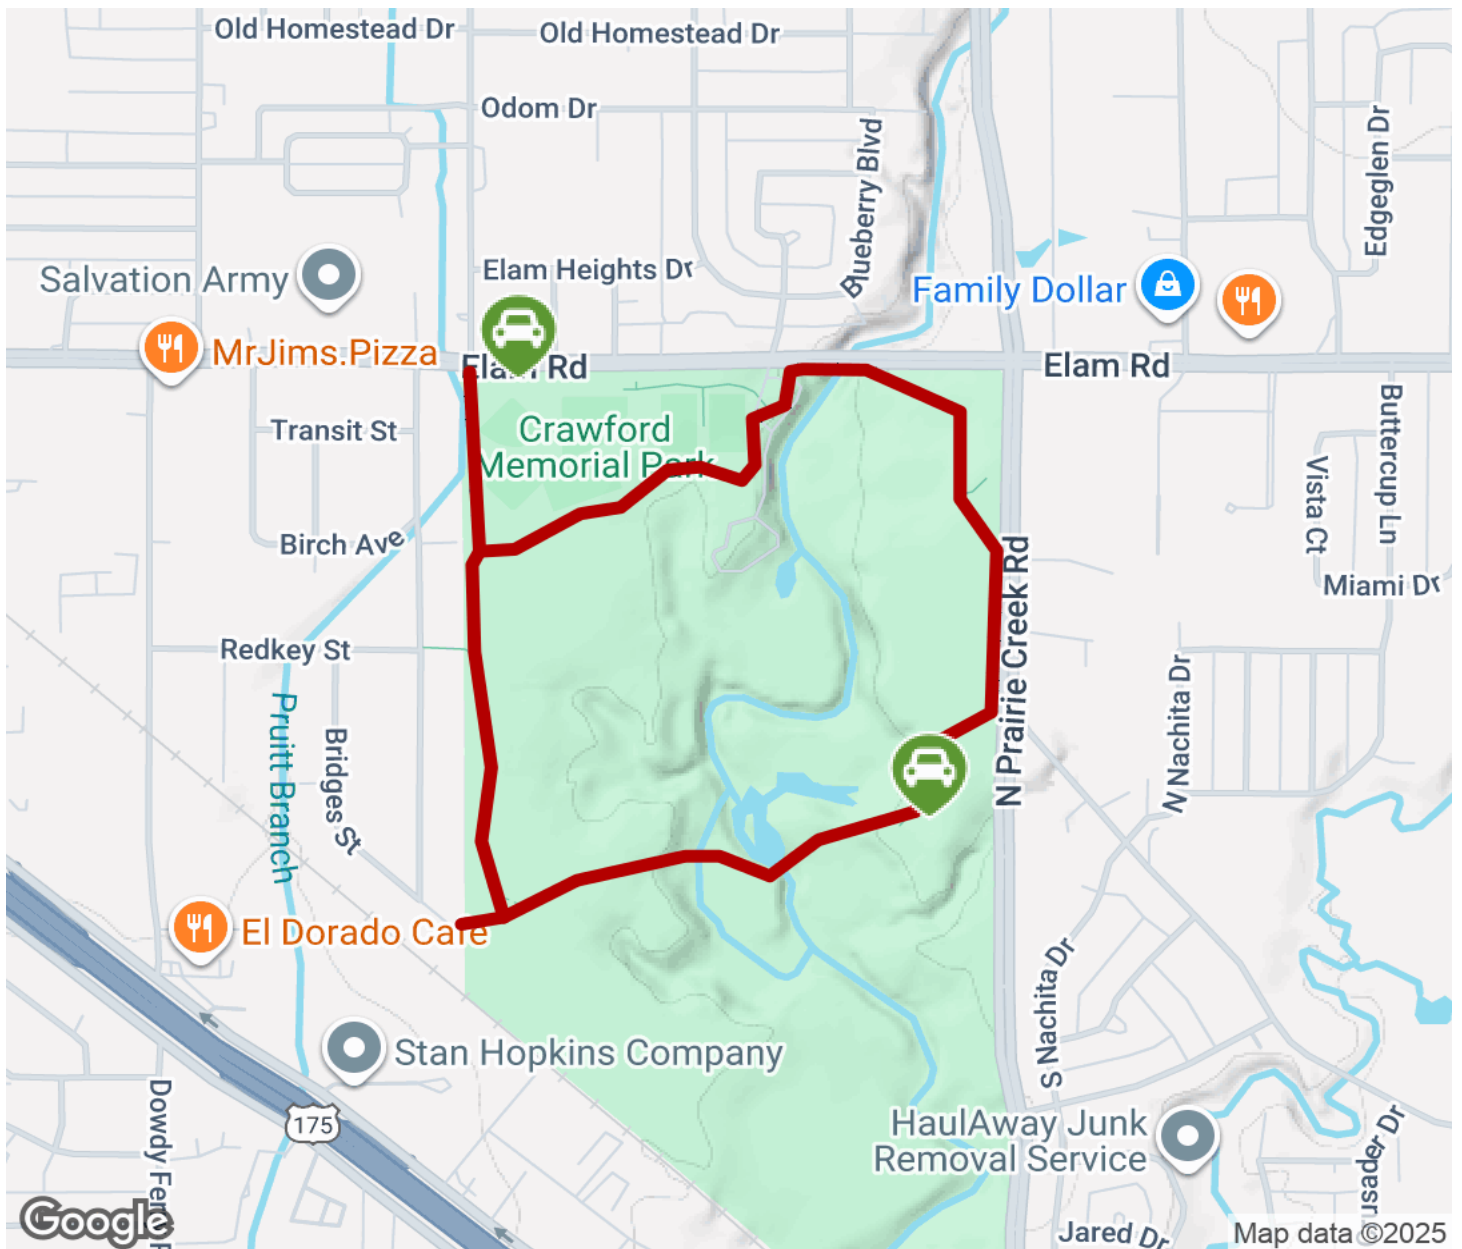 Old Homestead Dr
Old Homestead Dr
Odom Dr
Blueberry Blvd
Edgeglen Dr
Elam Heights Dr
Salvation Army
Family Dollar
MrJims.Pizza
Elam Rd
Elam Rd
Transit St
Crawford
Memorial Park
Buttercup Ln
Vista Ct
Birch Ave
Miami Dr
N Prairie Creek Rd
Redkey St
Pruitt Branch
Bridges St
N Nachita Dr
El Dorado Cafe
S Nachita Dr
Stan Hopkins Company
175
HaulAway Junk
Removal Service
Dowdy
Jared Dr
Google
Map data ©2025